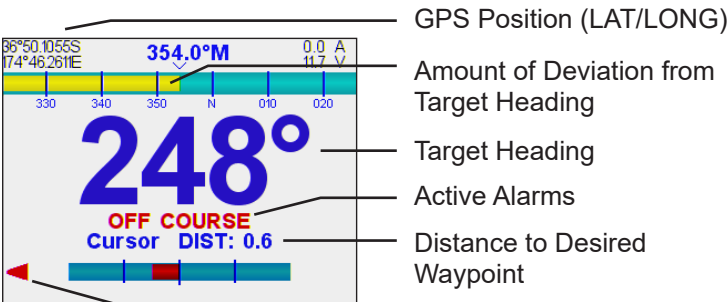 GPS Position (LAT/LONG)
36°50.1055S
174°46.2611E
354.0°M
0.0 A
11.7 V
Amount of Deviation from
Target Heading
330 340 350 N 010 020
248°
Target Heading
OFF COURSE
Active Alarms
Cursor DIST: 0.6
Distance to Desired
Waypoint